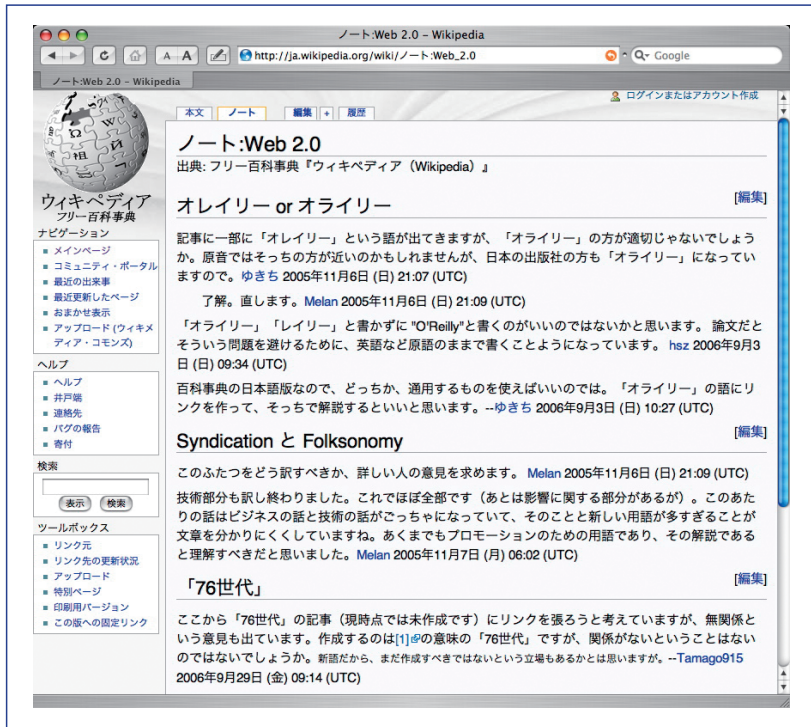 ノート:Web 2.0 – Wikipedia
A A
http://ja.wikipedia.org/wiki/ノート:Web_2.0
Google
ノート:Web 2.0 – Wikipedia
ログインまたはアカウント作成
本文 ノート 編集 + 履歴
ウィキペディア
フリー百科事典
ナビゲーション
メインページ
コミュニティ・ポータル
最近の出来事
最近更新したページ
おまかせ表示
アップロード (ウィキメ
ディア・コモンズ)
ヘルプ
ヘルプ
井戸端
連絡先
バグの報告
寄付
検索
表示 検索
ツールボックス
リンク元
リンク先の更新状況
アップロード
特別ページ
印刷用バージョン
この版への固定リンク
ノート:Web 2.0
出典: フリー百科事典『ウィキペディア（Wikipedia）』
オレイリー or オライリー
[編集]
記事に一部に「オレイリー」という語が出てきますが、「オライリー」の方が適切じゃないでしょう
か。原音ではそっちの方が近いのかもしれませんが、日本の出版社の方も「オライリー」になってい
ますので。ゆきち 2005年11月6日 (日) 21:07 (UTC)
了解。直します。Melan 2005年11月6日 (日) 21:09 (UTC)
「オライリー」「レイリー」と書かずに "O'Reilly"と書くのがいいのではないかと思います。 論文だと
そういう問題を避けるために、英語など原語のままで書くことようになっています。 hsz 2006年9月3
日 (日) 09:34 (UTC)
百科事典の日本語版なので、どっちか、通用するものを使えばいいのでは。「オライリー」の語にリ
ンクを作って、そっちで解説するといいと思います。--ゆきち 2006年9月3日 (日) 10:27 (UTC)
Syndication と Folksonomy
[編集]
このふたつをどう訳すべきか、詳しい人の意見を求めます。 Melan 2005年11月6日 (日) 21:09 (UTC)
技術部分も訳し終わりました。これでほぼ全部です（あとは影響に関する部分があるが）。このあた
りの話はビジネスの話と技術の話がごっちゃになっていて、そのことと新しい用語が多すぎることが
文章を分かりにくくしていますね。あくまでもプロモーションのための用語であり、その解説である
と理解すべきだと思いました。Melan 2005年11月7日 (月) 06:02 (UTC)
「76世代」
[編集]
ここから「76世代」の記事（現時点では未作成です）にリンクを張ろうと考えていますが、無関係と
いう意見も出ています。作成するのは[1]の意味の「76世代」ですが、関係がないということはない
のではないでしょうか。新語だから、まだ作成すべきではないという立場もあるかとは思いますが。--Tamago915
2006年9月29日 (金) 09:14 (UTC)